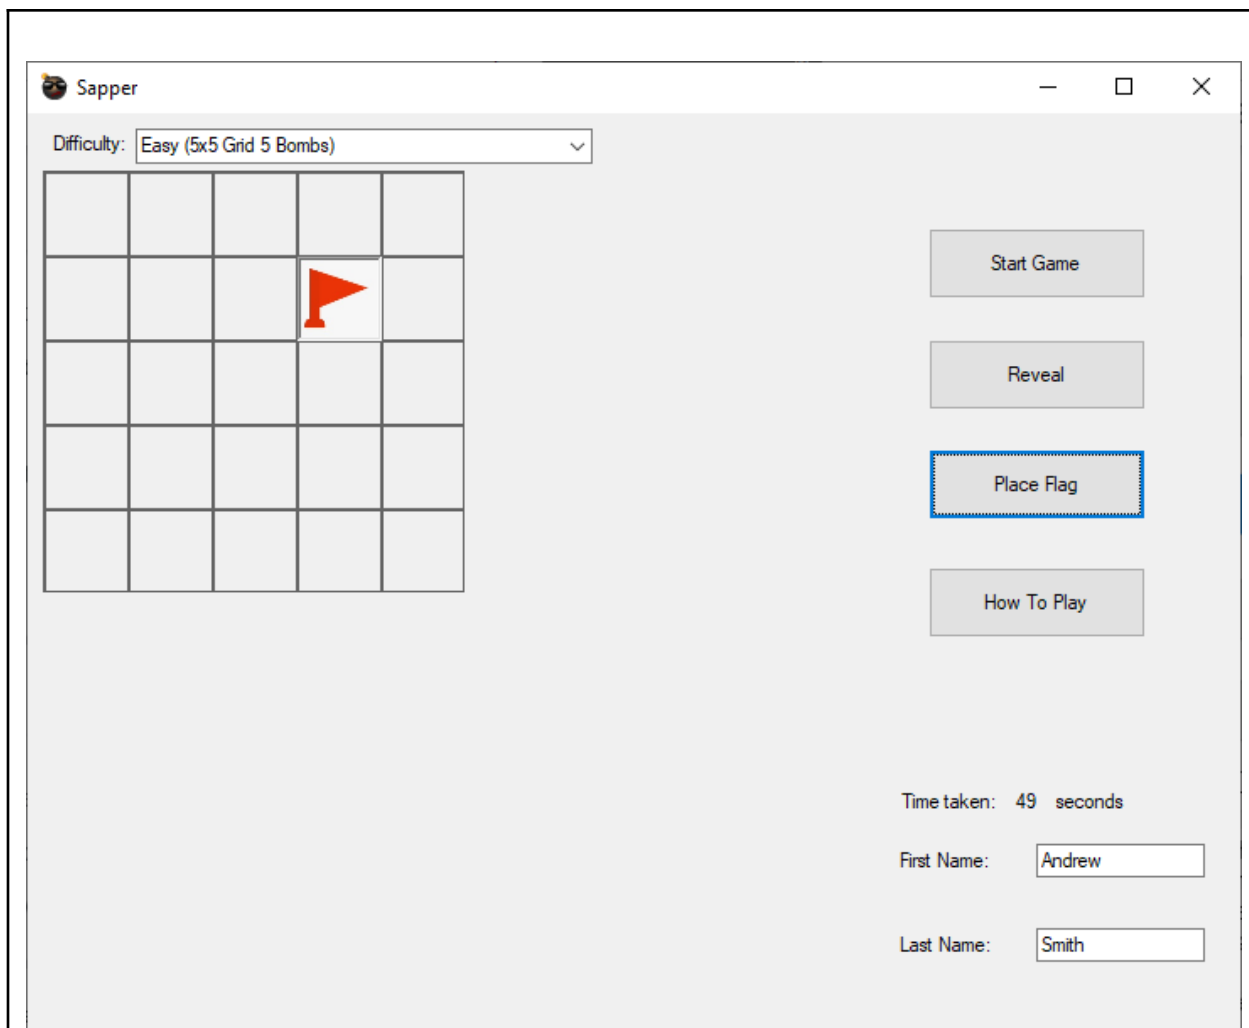 Sapper
Difficulty: Easy (5x5 Grid 5 Bombs)
Start Game
Reveal
Place Flag
How To Play
Time taken: 49 seconds
First Name: Andrew
Last Name: Smith